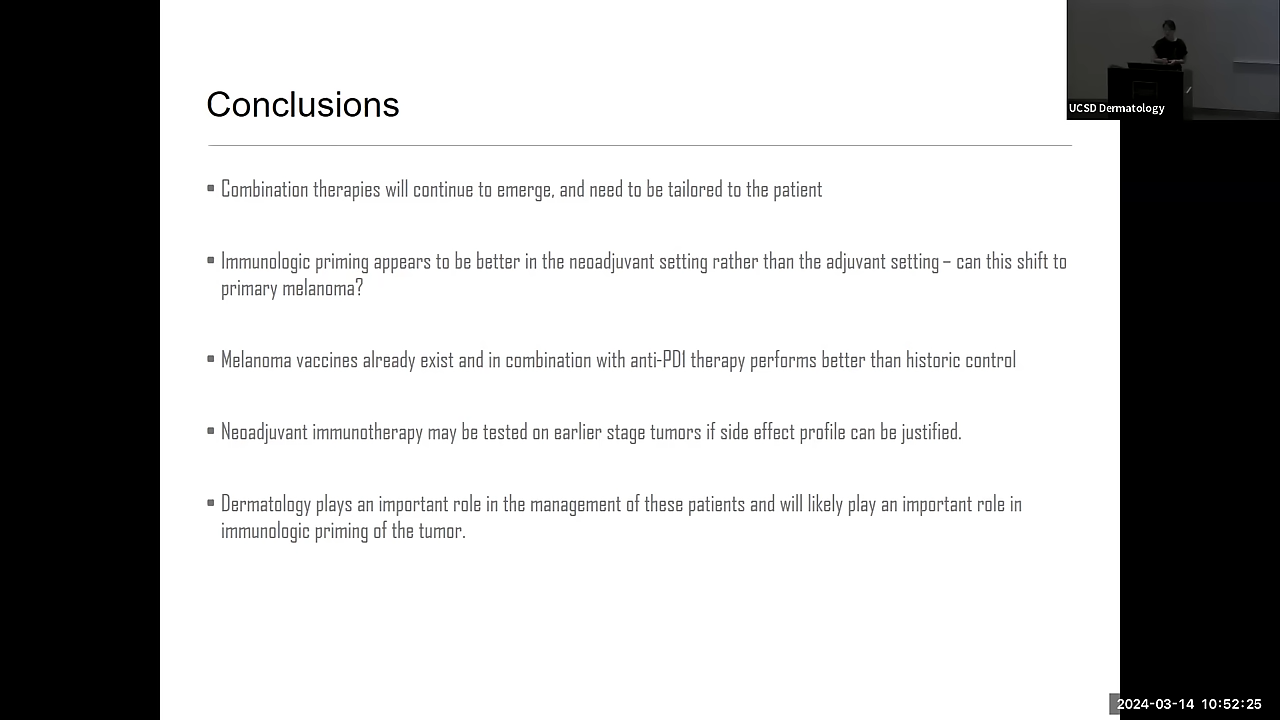 Conclusions
UCSD Dermatology
▪ Combination therapies will continue to emerge, and need to be tailored to the patient
▪ Immunologic priming appears to be better in the neoadjuvant setting rather than the adjuvant setting – can this shift to
primary melanoma?
▪ Melanoma vaccines already exist and in combination with anti-PD1 therapy performs better than historic control
▪ Neoadjuvant immunotherapy may be tested on earlier stage tumors if side effect profile can be justified.
▪ Dermatology plays an important role in the management of these patients and will likely play an important role in
immunologic priming of the tumor.
2024-03-14 10:52:25